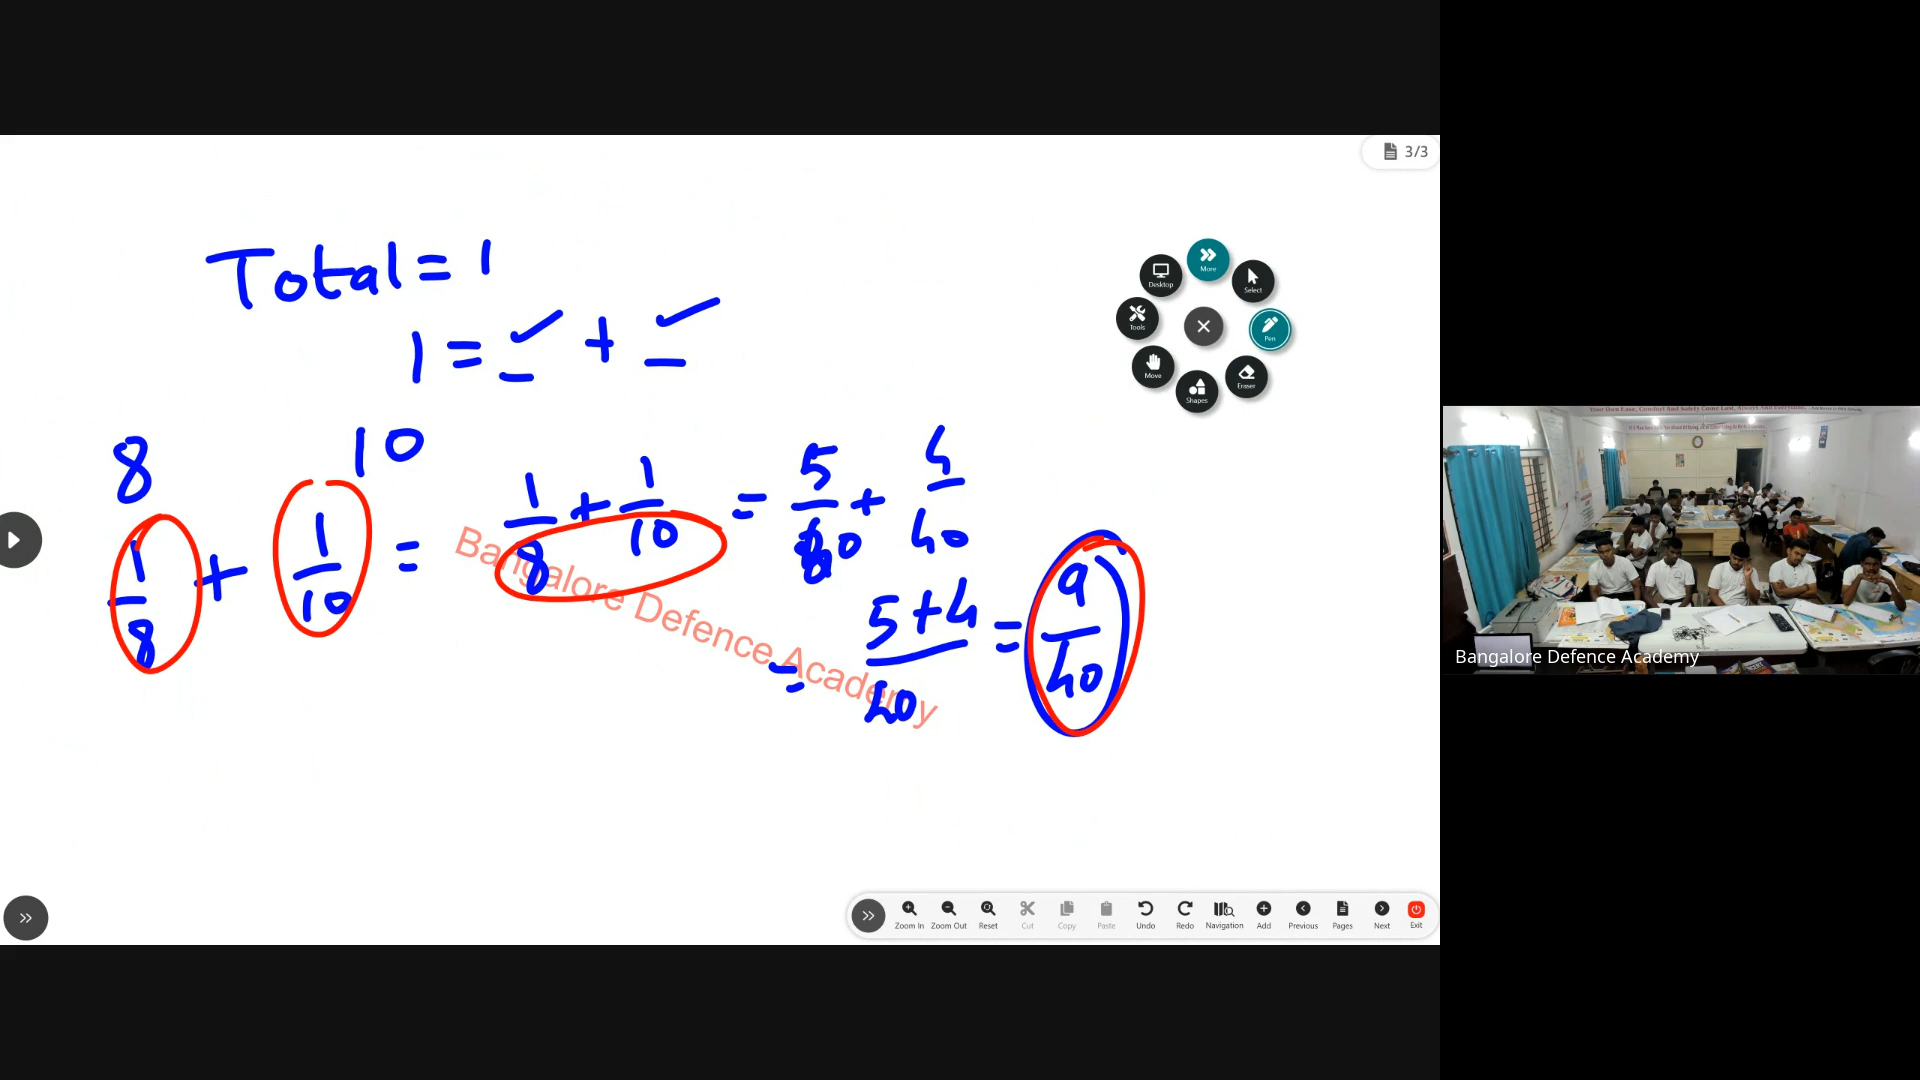 3/3
Total = 1
1 = _ + _
8 10
1/8 + 1/10 = 1/8 + 1/10 = 5/40 + 4/40
= 5+4/40 = 9/40
Bangalore Defence Academy
More
Desktop
Select
Tools
Pen
Move
Eraser
Shapes
Zoom In Zoom Out Reset Cut Copy Paste Undo Redo Navigation Add Previous Pages Next Exit
Bangalore Defence Academy